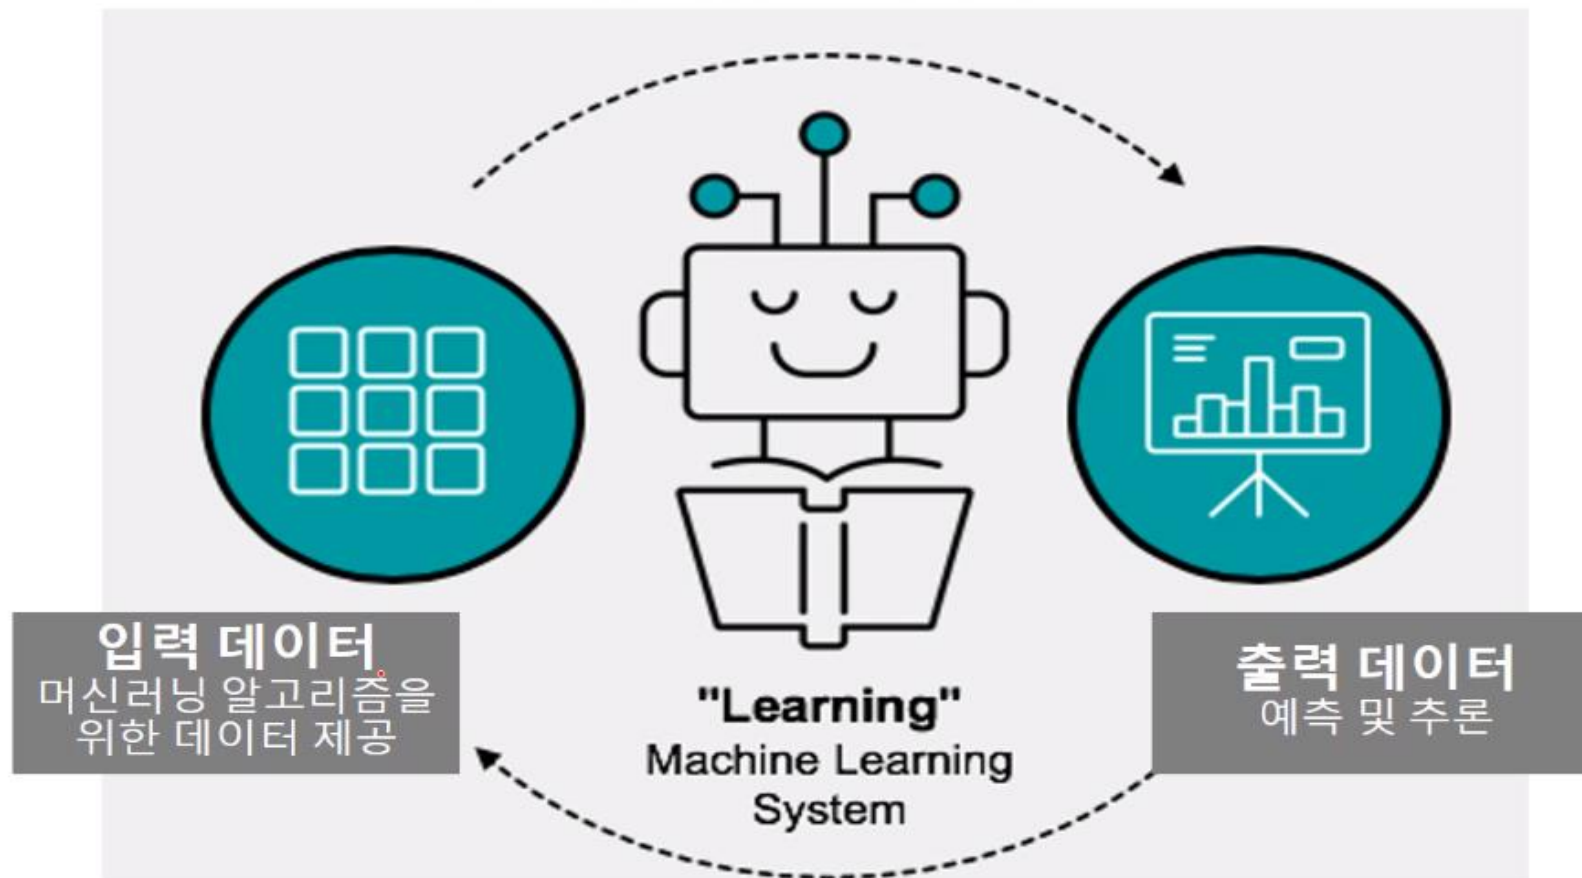 입력 데이터
머신러닝 알고리즘을
위한 데이터 제공
"Learning"
Machine Learning
System
출력 데이터
예측 및 추론